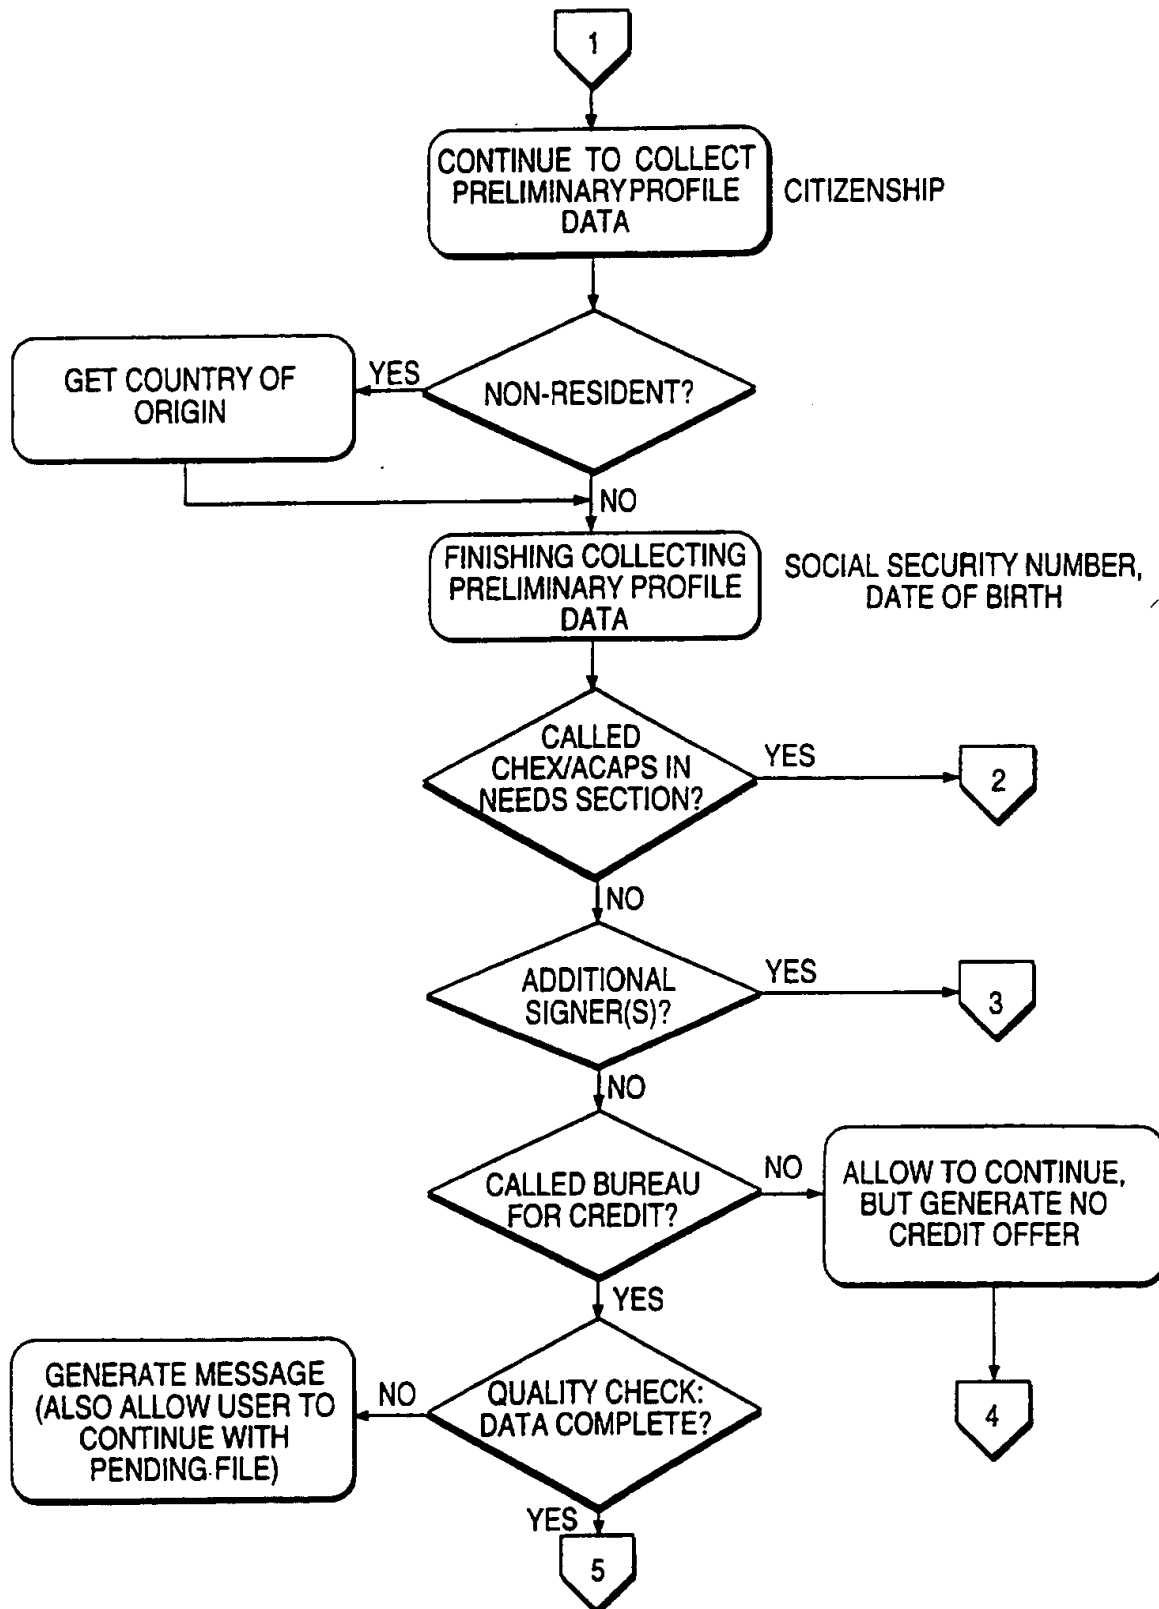 1
CONTINUE TO COLLECT
PRELIMINARY PROFILE
DATA
CITIZENSHIP
NON-RESIDENT?
YES
GET COUNTRY OF
ORIGIN
NO
FINISHING COLLECTING
PRELIMINARY PROFILE
DATA
SOCIAL SECURITY NUMBER,
DATE OF BIRTH
CALLED
CHEX/ACAPS IN
NEEDS SECTION?
YES
2
NO
ADDITIONAL
SIGNER(S)?
YES
3
NO
CALLED BUREAU
FOR CREDIT?
NO
ALLOW TO CONTINUE,
BUT GENERATE NO
CREDIT OFFER
4
YES
QUALITY CHECK:
DATA COMPLETE?
NO
GENERATE MESSAGE
(ALSO ALLOW USER TO
CONTINUE WITH
PENDING FILE)
YES
5